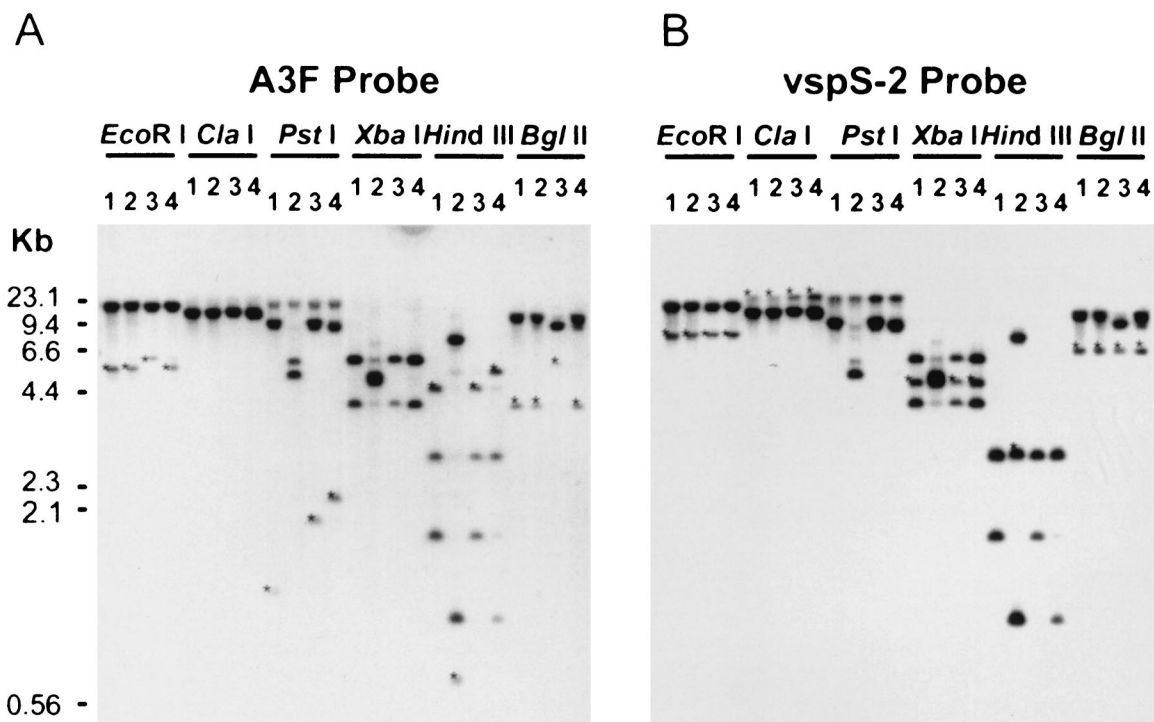 A
B
A3F Probe
vspS-2 Probe
EcoR I Cla I Pst I Xba I Hind III Bgl II
EcoR I Cla I Pst I Xba I Hind III Bgl II
1 2 3 4 1 2 3 4 1 2 3 4 1 2 3 4 1 2 3 4 1 2 3 4
1 2 3 4 1 2 3 4 1 2 3 4 1 2 3 4 1 2 3 4 1 2 3 4
Kb
23.1 -
9.4 -
6.6 -
4.4 -
2.3 -
2.1 -
0.56 -